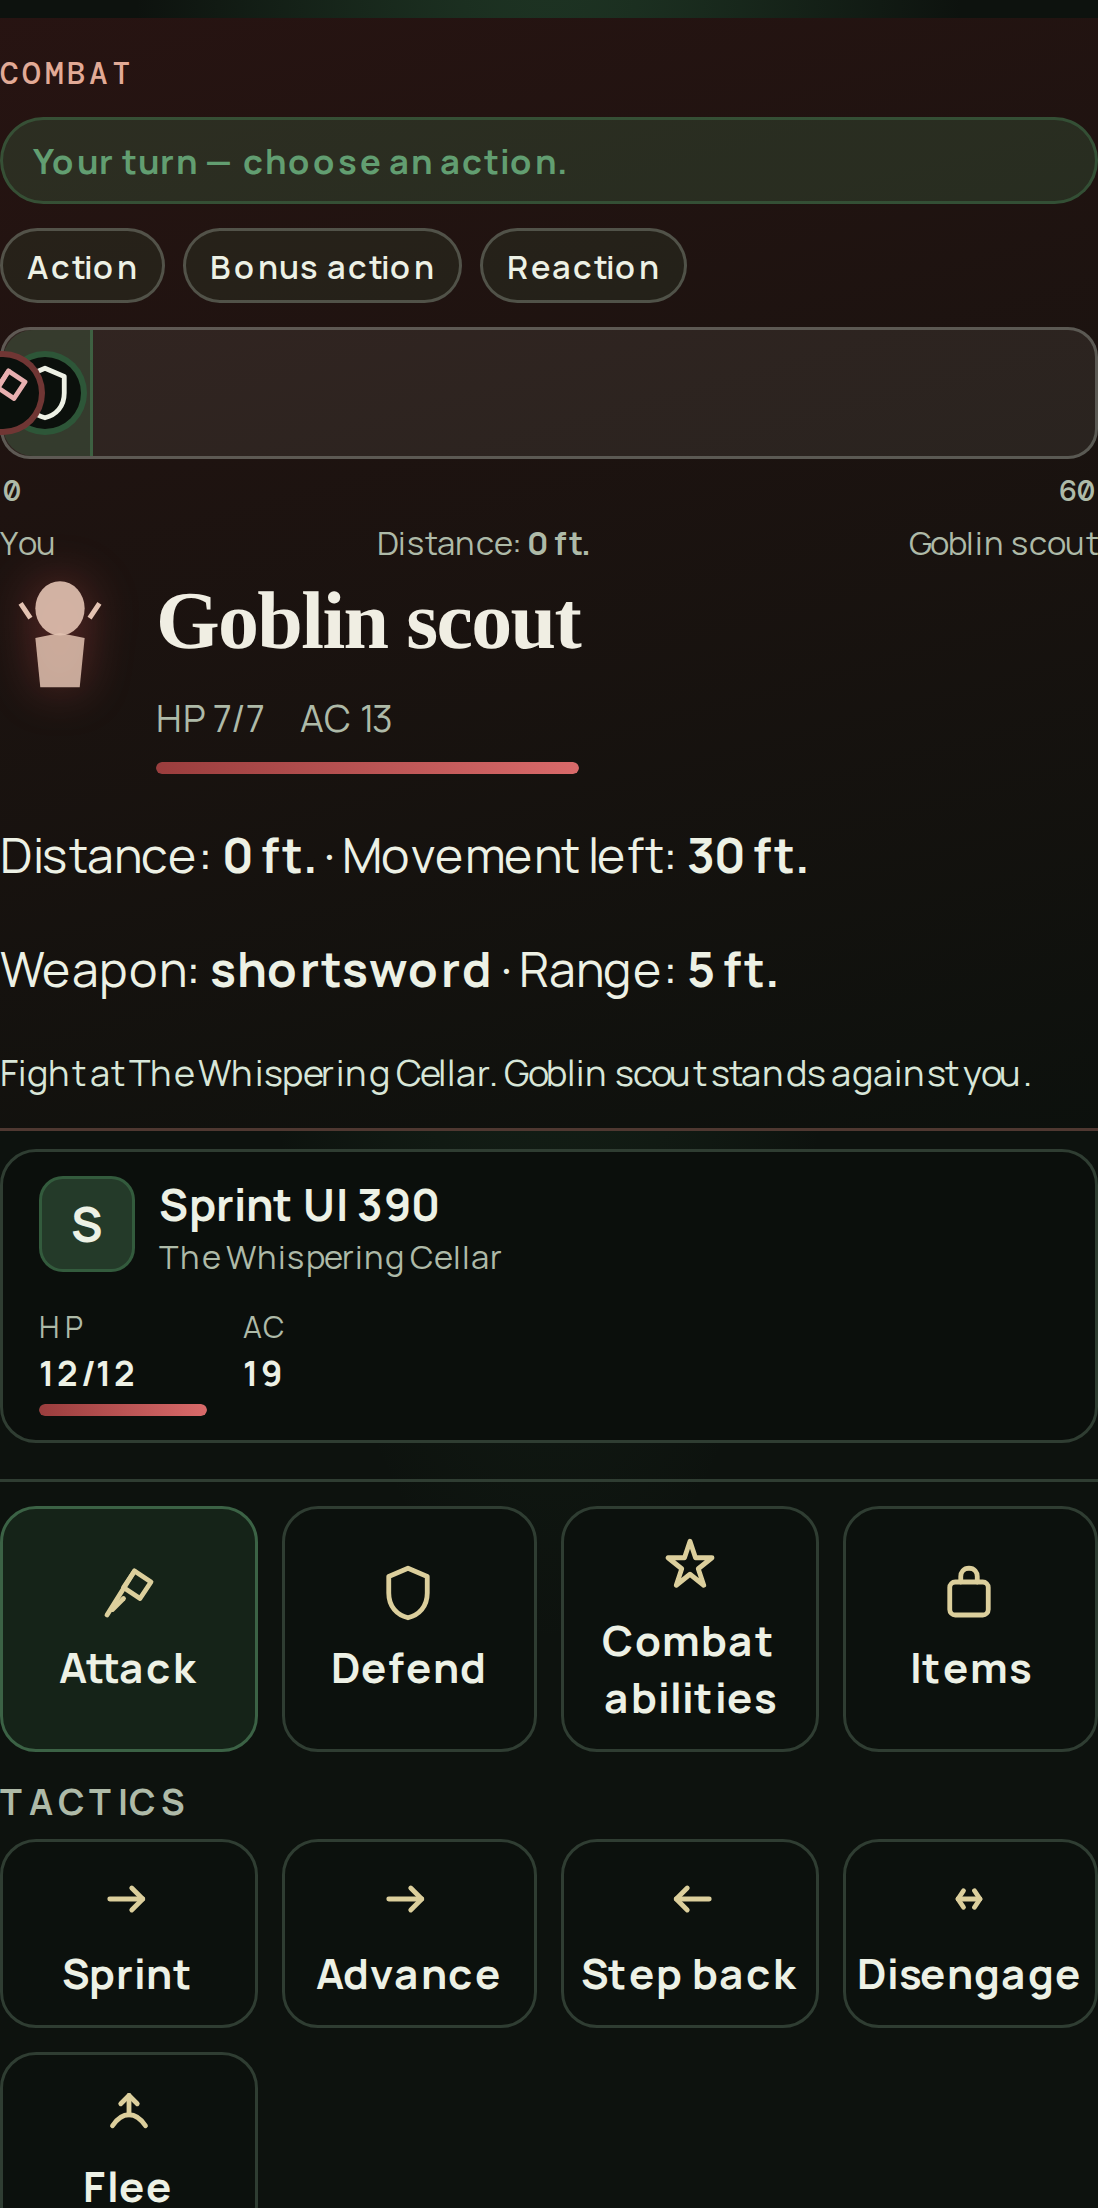 COMBAT
Your turn — choose an action.
Action Bonus action Reaction
0 60
You Distance: 0 ft. Goblin scout
Goblin scout
HP 7/7 AC 13
Distance: 0 ft. · Movement left: 30 ft.
Weapon: shortsword · Range: 5 ft.
Fight at The Whispering Cellar. Goblin scout stands against you.
S
Sprint UI 390
The Whispering Cellar
HP AC
12/12 19
Attack Defend Combat abilities Items
TACTICS
Sprint Advance Step back Disengage
Flee